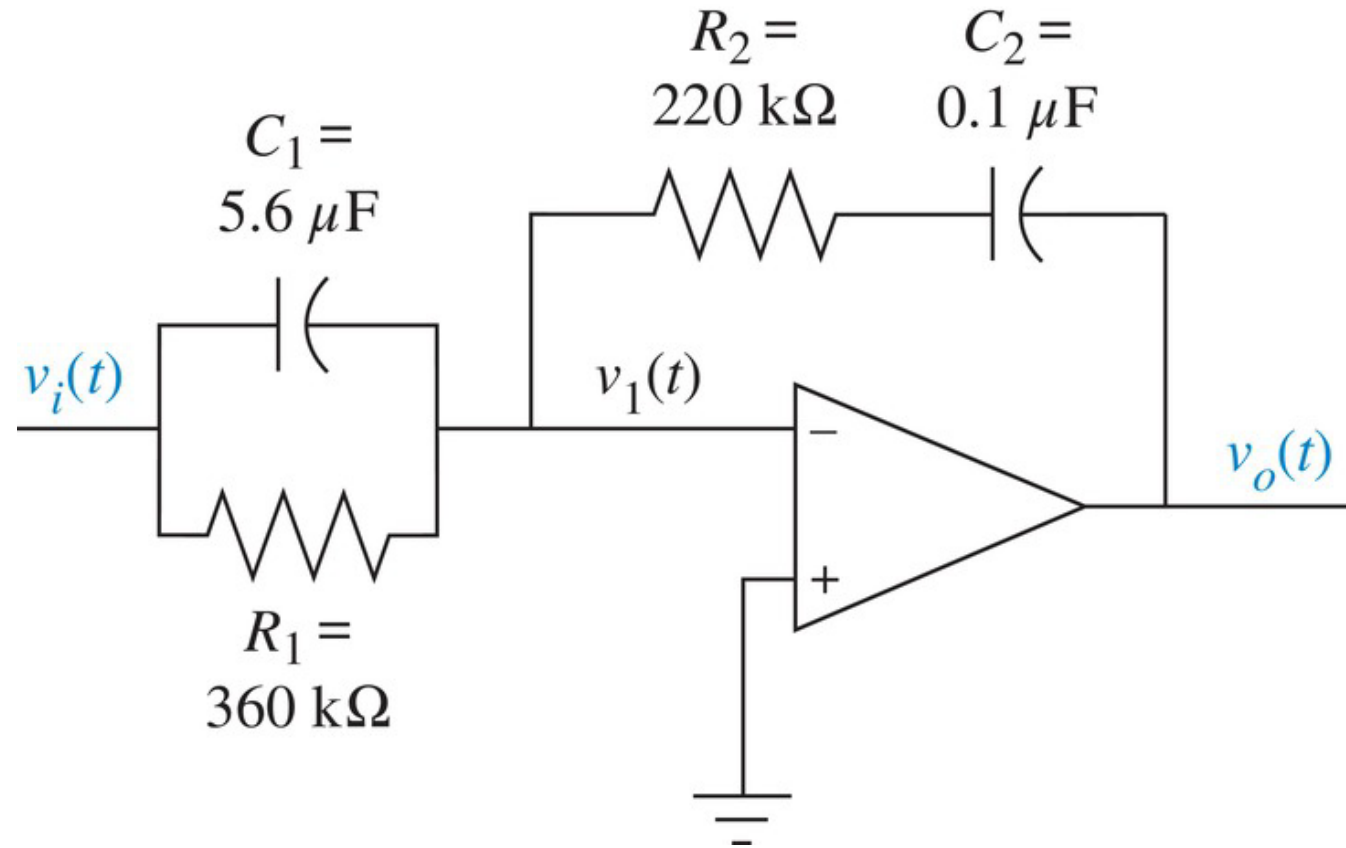 R₂ =
220 kΩ
C₂ =
0.1 μF
C₁ =
5.6 μF
vᵢ(t)
v₁(t)
−
+
vₒ(t)
R₁ =
360 kΩ